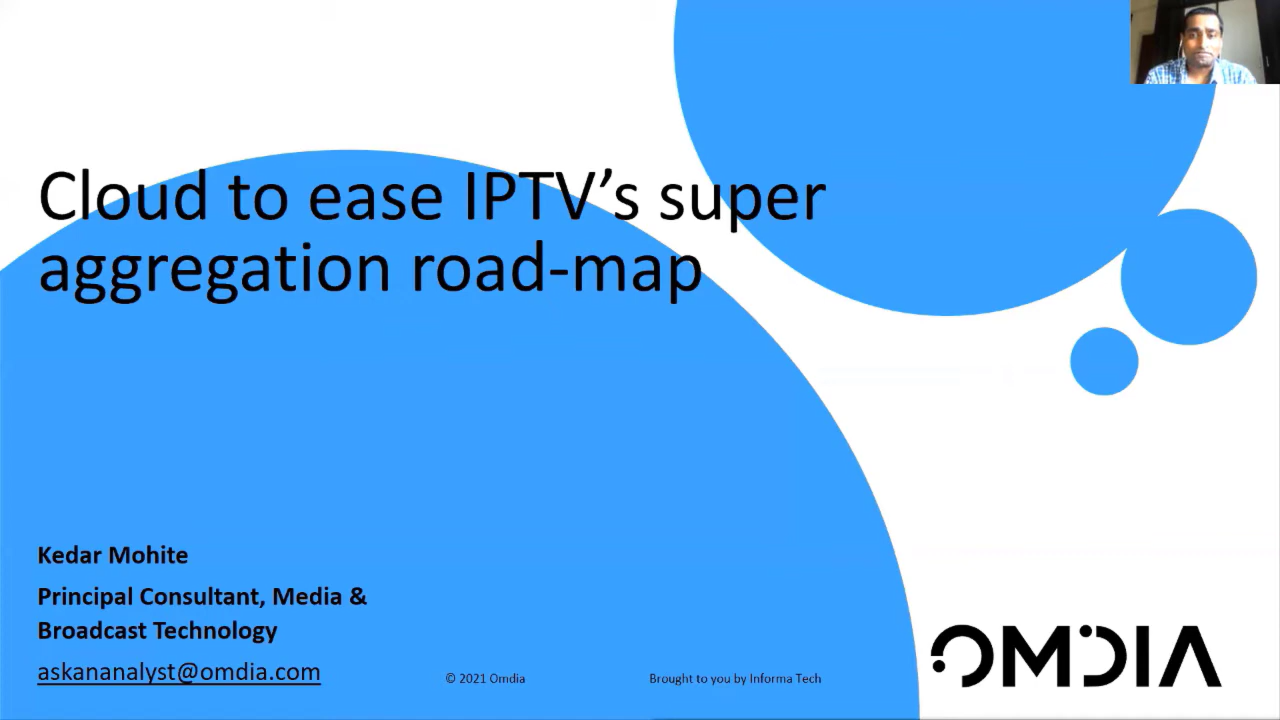 Cloud to ease IPTV’s super
aggregation road-map
Kedar Mohite
Principal Consultant, Media &
Broadcast Technology
askananalyst@omdia.com
© 2021 Omdia
Brought to you by Informa Tech
OMDIA